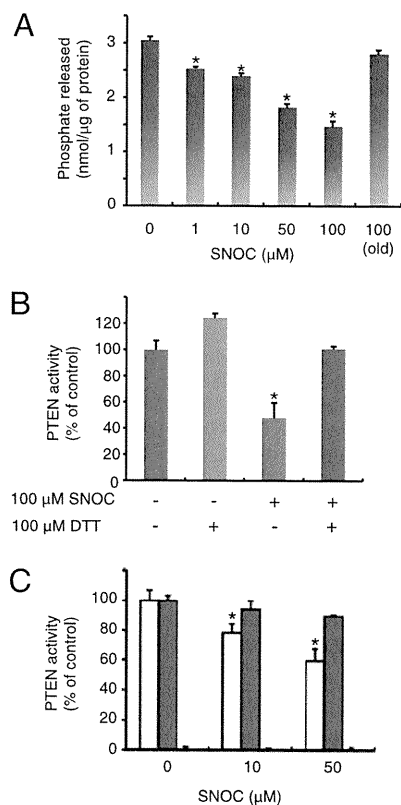 A
Phosphate released
(nmol/µg of protein)
3
2
1
0
* * * *
0 1 10 50 100 100
(old)
SNOC (µM)
B
PTEN activity
(% of control)
120
100
80
60
40
20
0
*
100 µM SNOC - - + +
100 µM DTT - + - +
C
PTEN activity
(% of control)
100
80
60
40
20
0
* *
0 10 50
SNOC (µM)